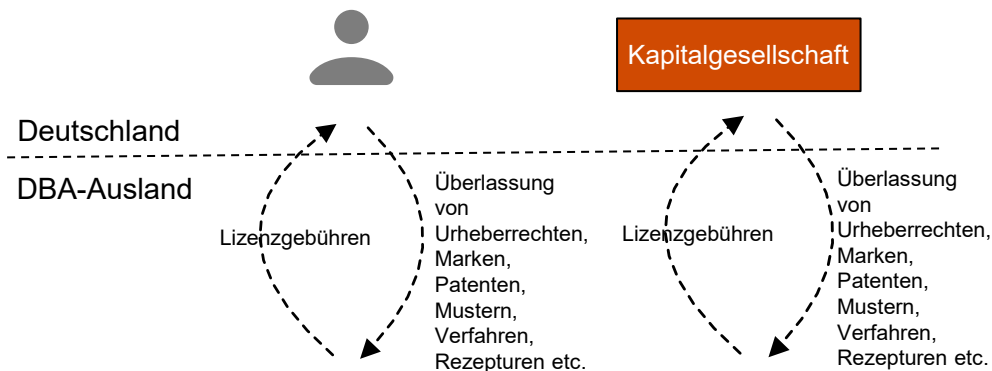 Kapitalgesellschaft
Deutschland
DBA-Ausland
Lizenzgebühren
Überlassung
von
Urheberrechten,
Marken,
Patenten,
Mustern,
Verfahren,
Rezepturen etc.
Lizenzgebühren
Überlassung
von
Urheberrechten,
Marken,
Patenten,
Mustern,
Verfahren,
Rezepturen etc.